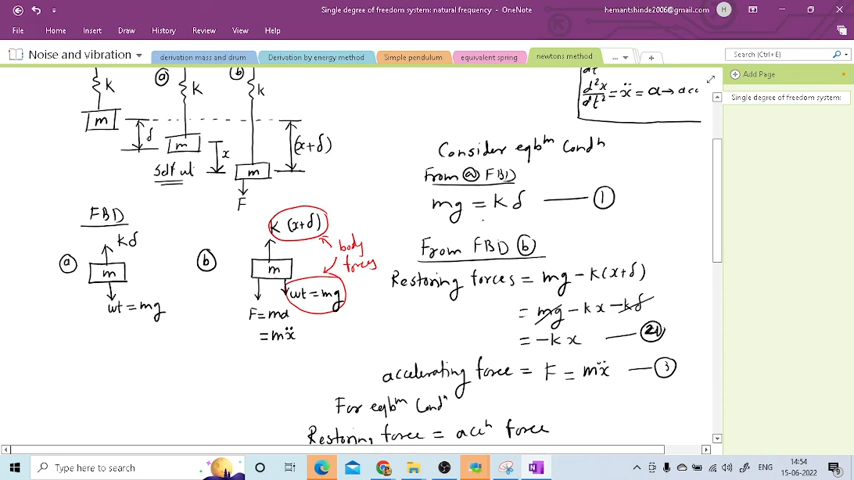 Single degree of freedom system: natural frequency - OneNote
hemantshinde2006@gmail.com
H
File Home Insert Draw History Review View Help
Share
Noise and vibration
derivation mass and drum
Derivation by energy method
Simple pendulum
equivalent spring
newtons method
...
+
Search (Ctrl+E)
Add Page
Single degree of freedom system:
a
b
k
k
k
m
m
m
δ
x
(x+δ)
self wt
F
d²x/dt² = ẍ = a → acc
FBD
a
kδ
m
wt = mg
b
k (x+δ)
m
wt = mg
F = ma
= mẍ
body
forces
Consider eqbᵐ Condⁿ
From a FBD
mg = kδ —— 1
From FBD b
Restoring forces = mg - k(x+δ)
= mg - kx - kδ
= -kx —— 2
accelerating force = F = mẍ —— 3
For eqbᵐ Condⁿ
Restoring force = accⁿ force
Type here to search
ENG
14:54
15-06-2022